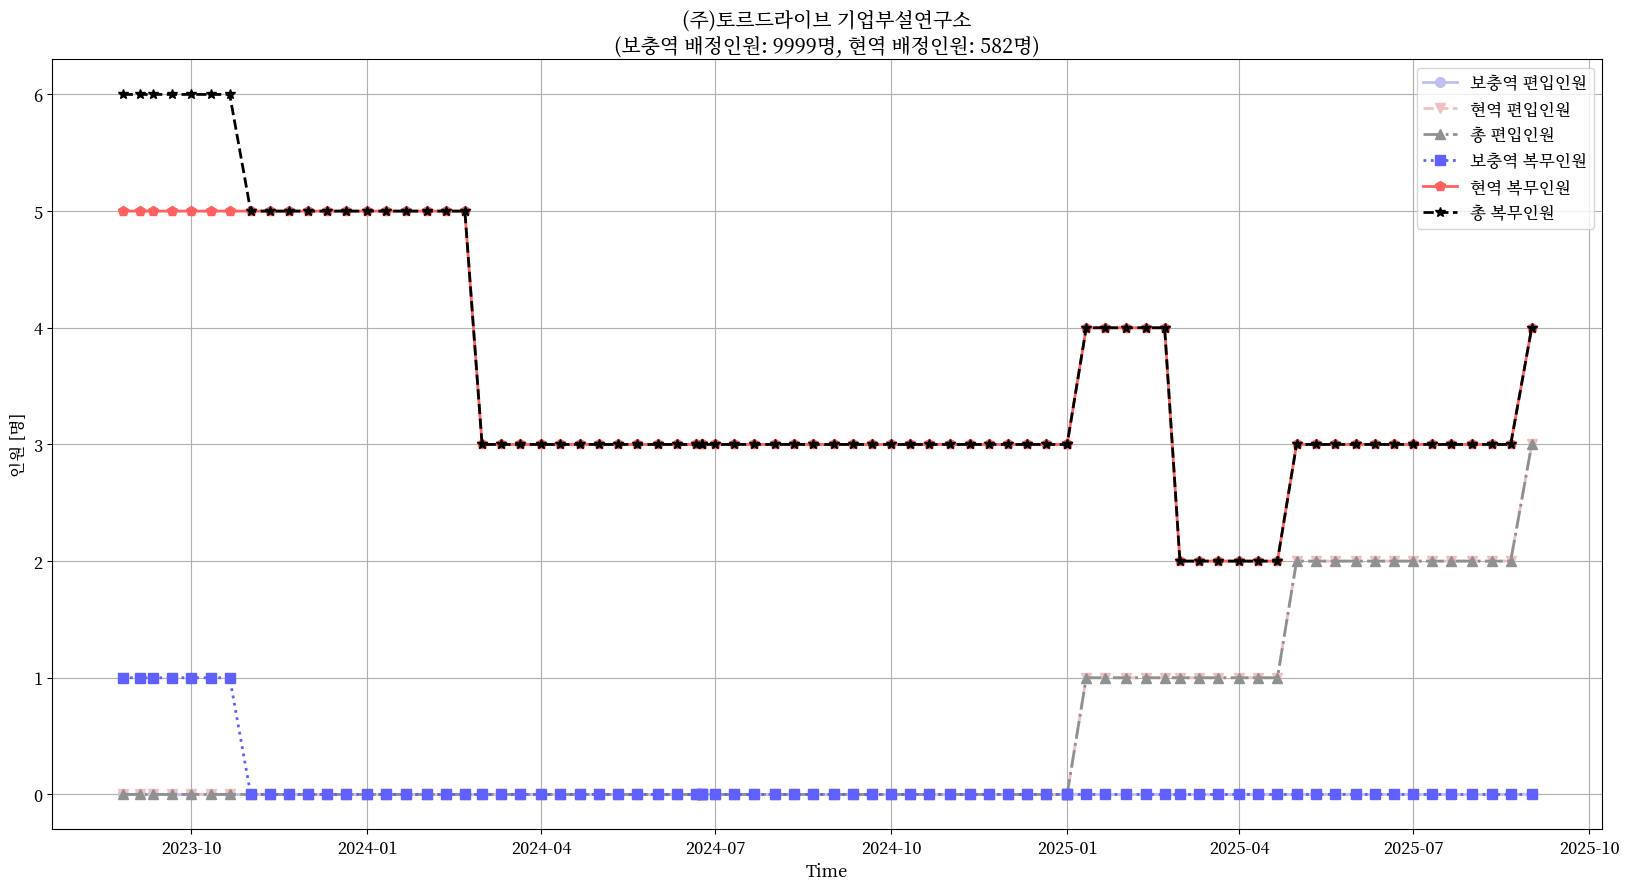 (주)토르드라이브 기업부설연구소
(보충역 배정인원: 9999명, 현역 배정인원: 582명)
보충역 편입인원
현역 편입인원
총 편입인원
보충역 복무인원
현역 복무인원
총 복무인원
인원 [명]
6
5
4
3
2
1
0
2023-10
2024-01
2024-04
2024-07
2024-10
2025-01
2025-04
2025-07
2025-10
Time